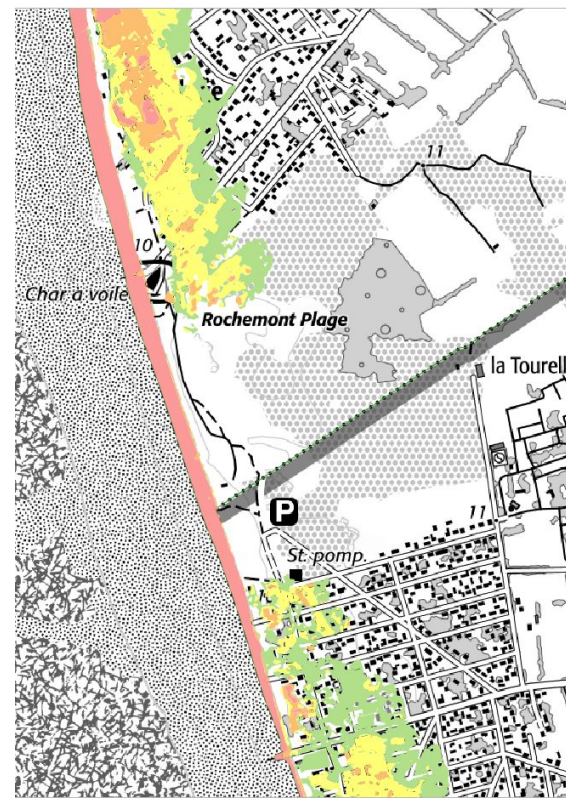 e
11
10
Char a voile
Rochemont Plage
la Tourell
P
11
St. pomp.